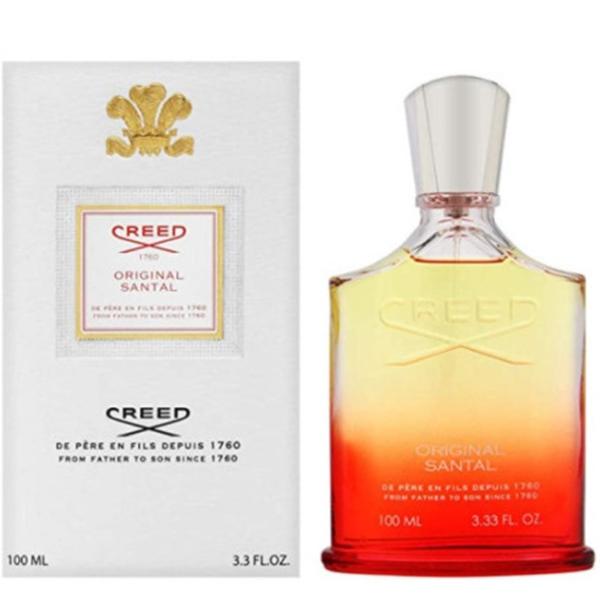 CREED
1760
ORIGINAL
SANTAL
DE PÈRE EN FILS DEPUIS 1760
FROM FATHER TO SON SINCE 1760
CREED
DE PÈRE EN FILS DEPUIS 1760
FROM FATHER TO SON SINCE 1760
100 ML 3.3 FL.OZ.
CREED
ORIGINAL
SANTAL
DE PÈRE EN FILS DEPUIS 1760
FROM FATHER TO SON SINCE 1760
100 ML 3.33 FL. OZ.